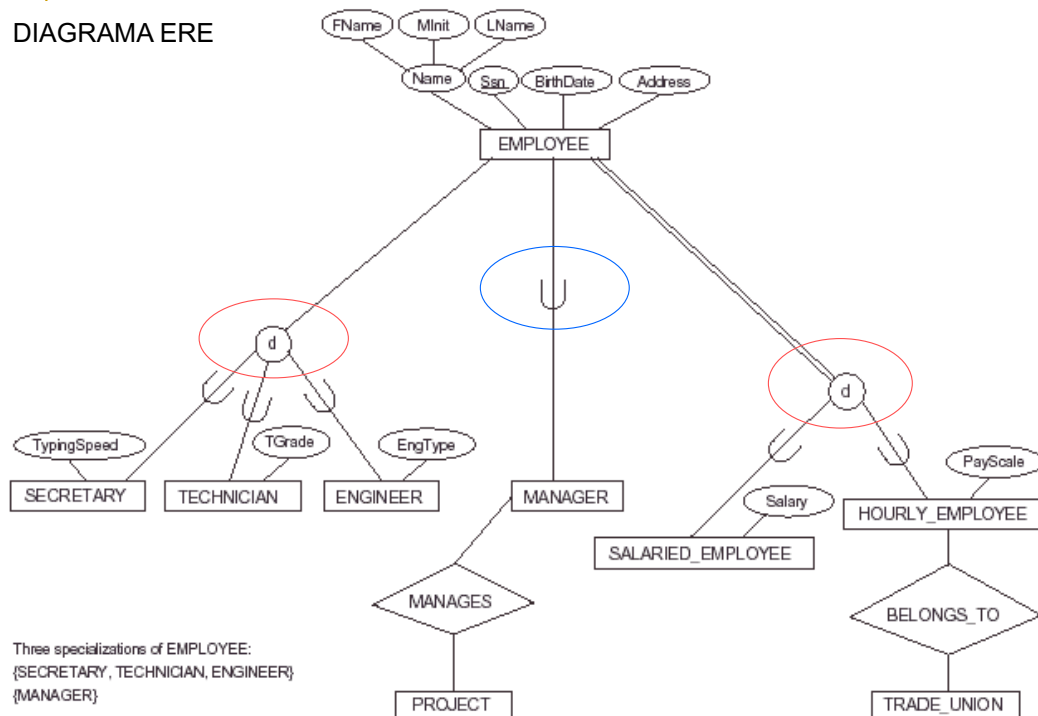 DIAGRAMA ERE
FName
MInit
LName
Name
Ssn
BirthDate
Address
EMPLOYEE
d
d
TypingSpeed
TGrade
EngType
SECRETARY
TECHNICIAN
ENGINEER
MANAGER
Salary
PayScale
SALARIED_EMPLOYEE
HOURLY_EMPLOYEE
MANAGES
BELONGS_TO
Three specializations of EMPLOYEE:
{SECRETARY, TECHNICIAN, ENGINEER}
{MANAGER}
PROJECT
TRADE_UNION